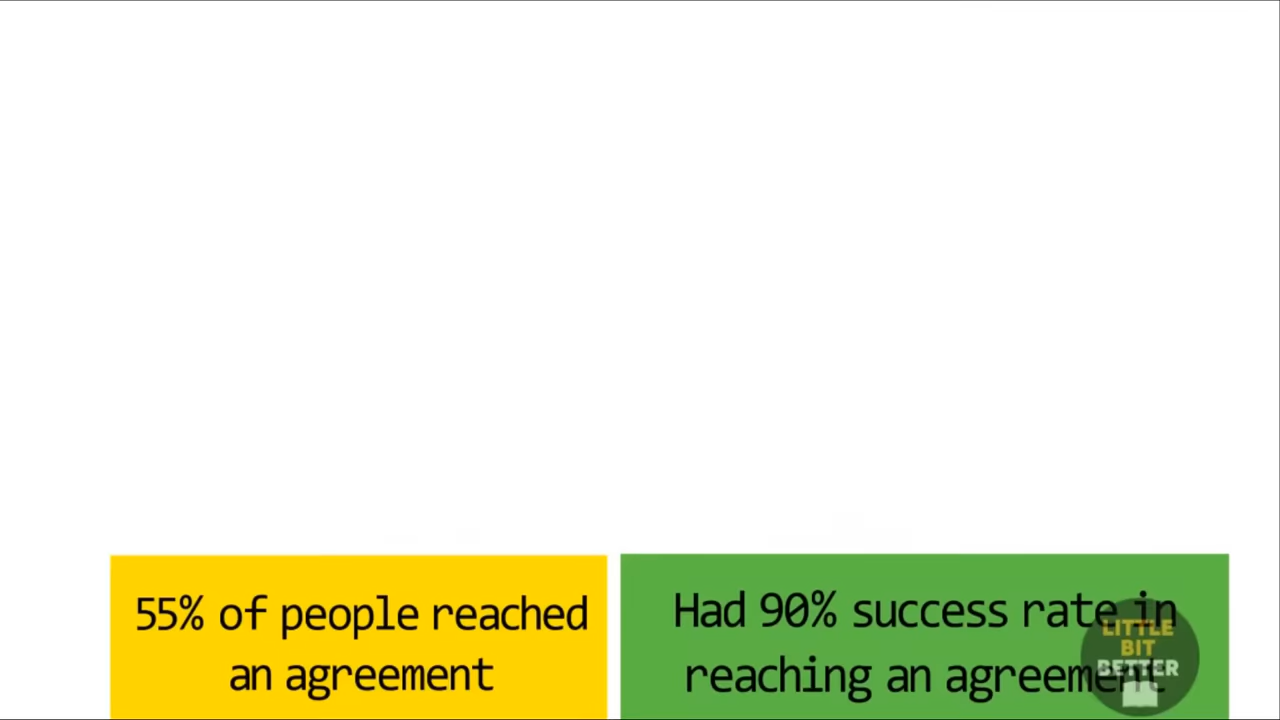 55% of people reached
an agreement
Had 90% success rate in
reaching an agreement
LITTLE
BIT
BETTER